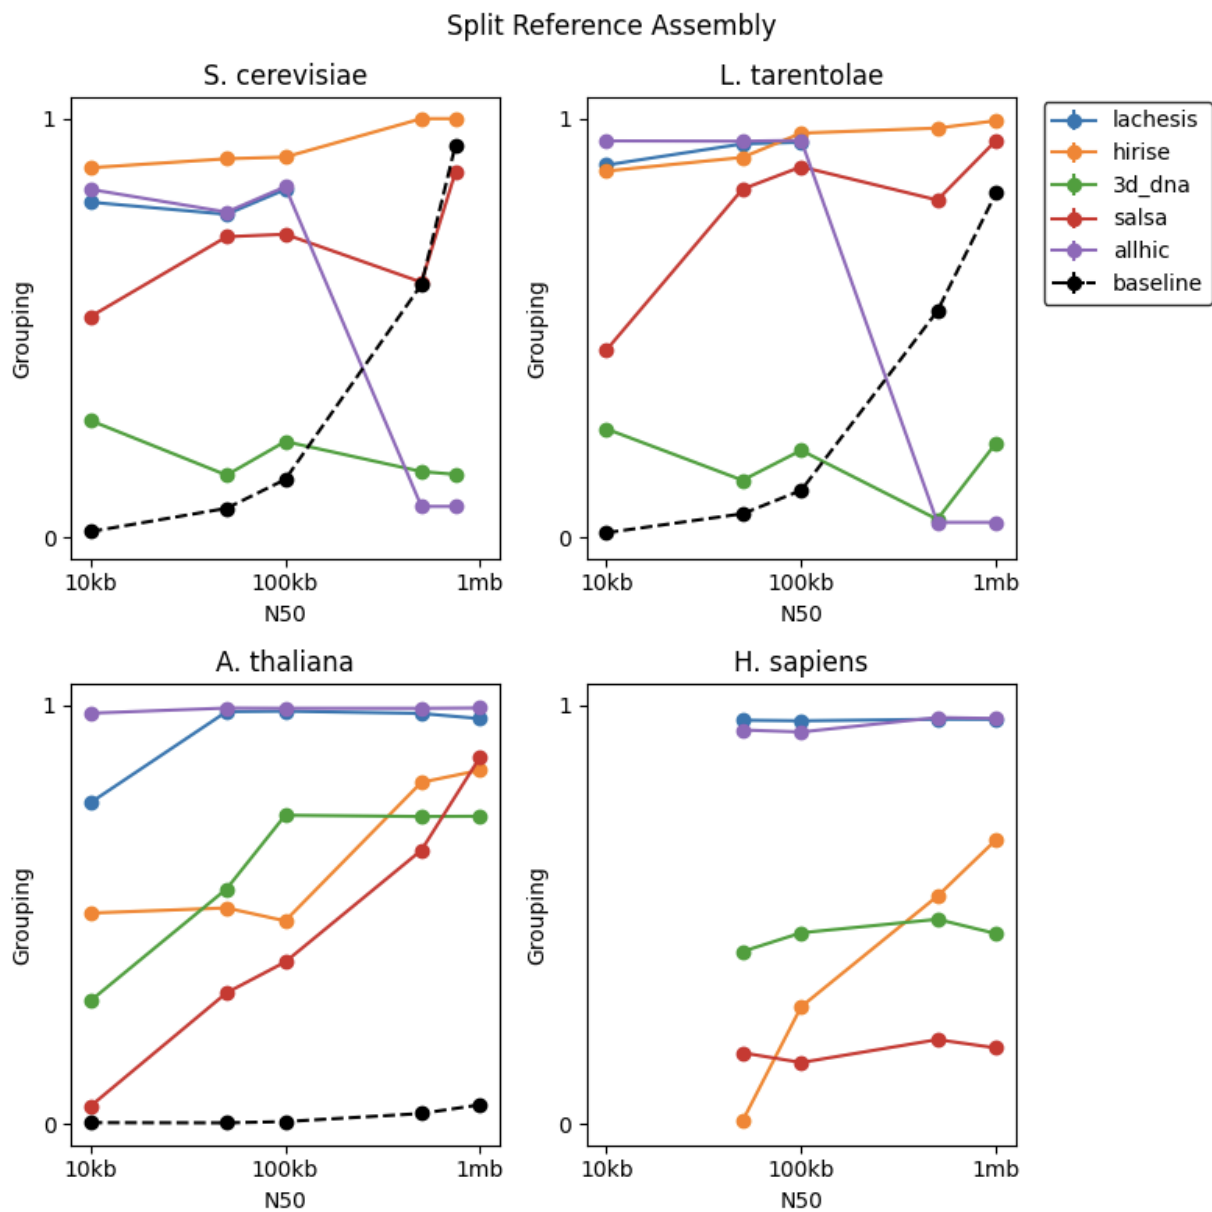 Split Reference Assembly
S. cerevisiae
1
0
Grouping
10kb 100kb
N50
L. tarentolae
1
0
Grouping
10kb 100kb 1mb
N50
lachesis
hirise
3d_dna
salsa
allhic
baseline
A. thaliana
1
0
Grouping
10kb 100kb 1mb
N50
H. sapiens
1
0
Grouping
10kb 100kb 1mb
N50